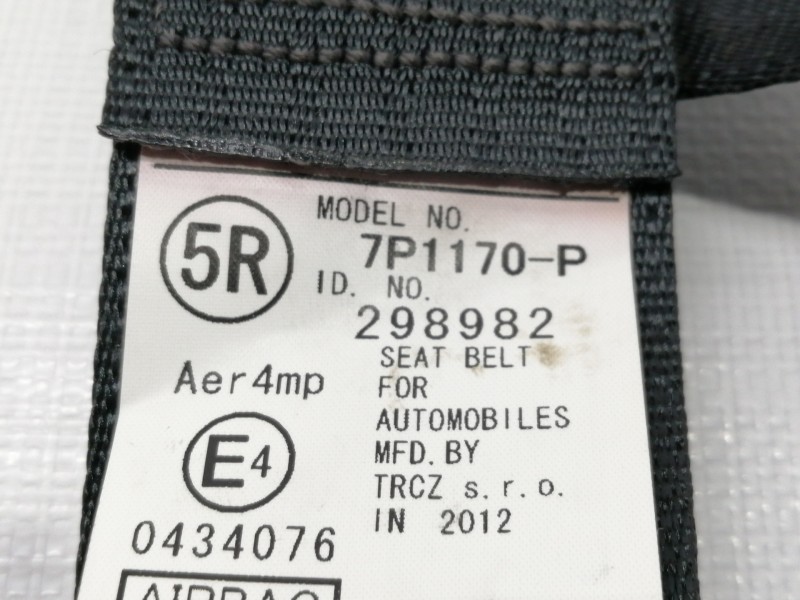 5R
MODEL NO.
7P1170-P
ID. NO.
298982
Aer4mp
E4
0434076
SEAT BELT
FOR
AUTOMOBILES
MFD. BY
TRCZ s.r.o.
IN 2012
AIRBAG